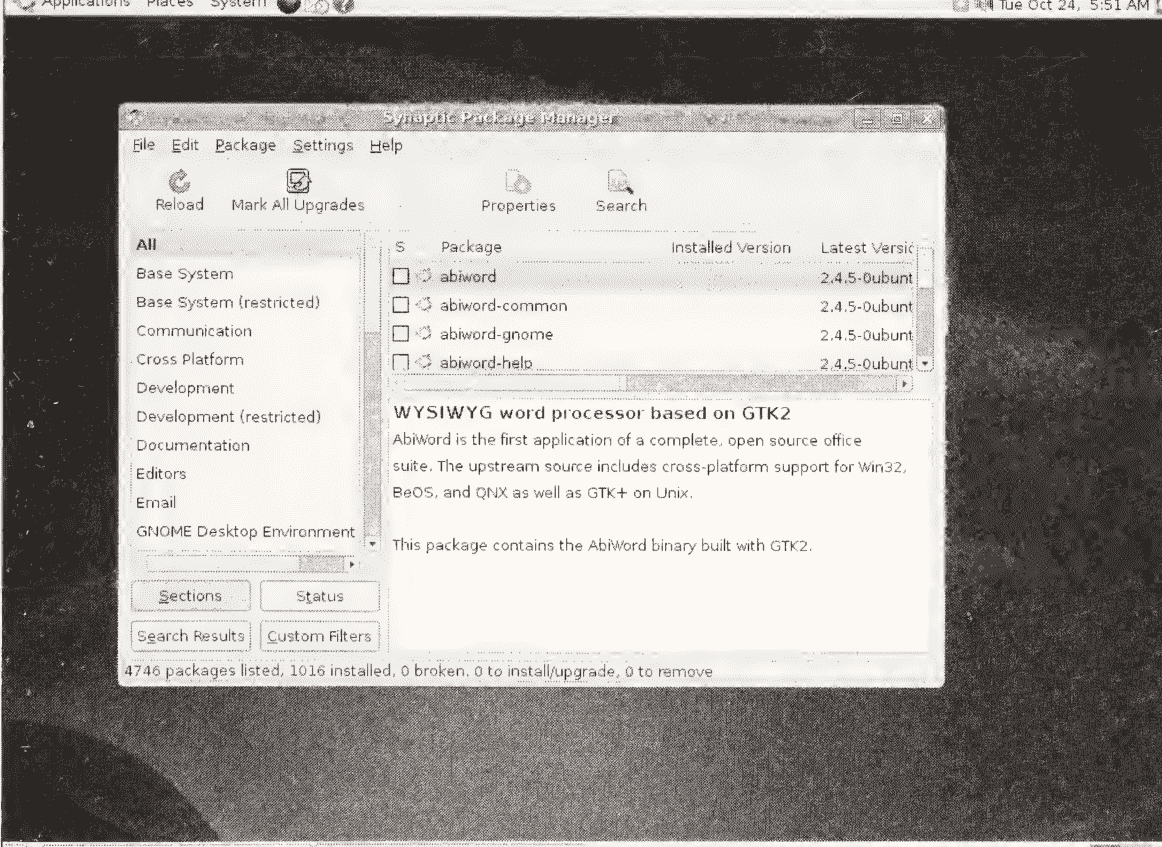 Applications Places System
Tue Oct 24, 5:51 AM
Synaptic Package Manager
File Edit Package Settings Help
Reload Mark All Upgrades Properties Search
All
Base System
Base System (restricted)
Communication
Cross Platform
Development
Development (restricted)
Documentation
Editors
Email
GNOME Desktop Environment
Sections Status
Search Results Custom Filters
S Package Installed Version Latest Versic
abiword 2.4.5-0ubunt
abiword-common 2.4.5-0ubunt
abiword-gnome 2.4.5-0ubunt
abiword-help 2.4.5-0ubunt
WYSIWYG word processor based on GTK2
AbiWord is the first application of a complete, open source office
suite. The upstream source includes cross-platform support for Win32,
BeOS, and QNX as well as GTK+ on Unix.
This package contains the AbiWord binary built with GTK2.
4746 packages listed, 1016 installed, 0 broken. 0 to install/upgrade, 0 to remove